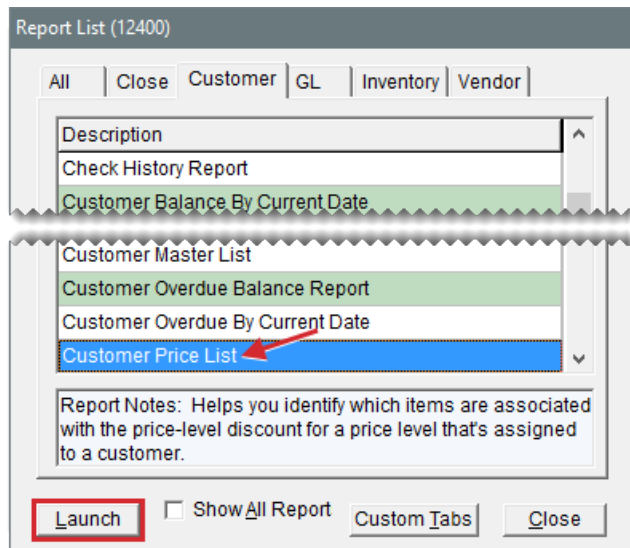 Report List (12400)
All Close Customer GL Inventory Vendor
Description
Check History Report
Customer Balance By Current Date
Customer Master List
Customer Overdue Balance Report
Customer Overdue By Current Date
Customer Price List
Report Notes: Helps you identify which items are associated
with the price-level discount for a price level that's assigned
to a customer.
Launch Show All Report Custom Tabs Close